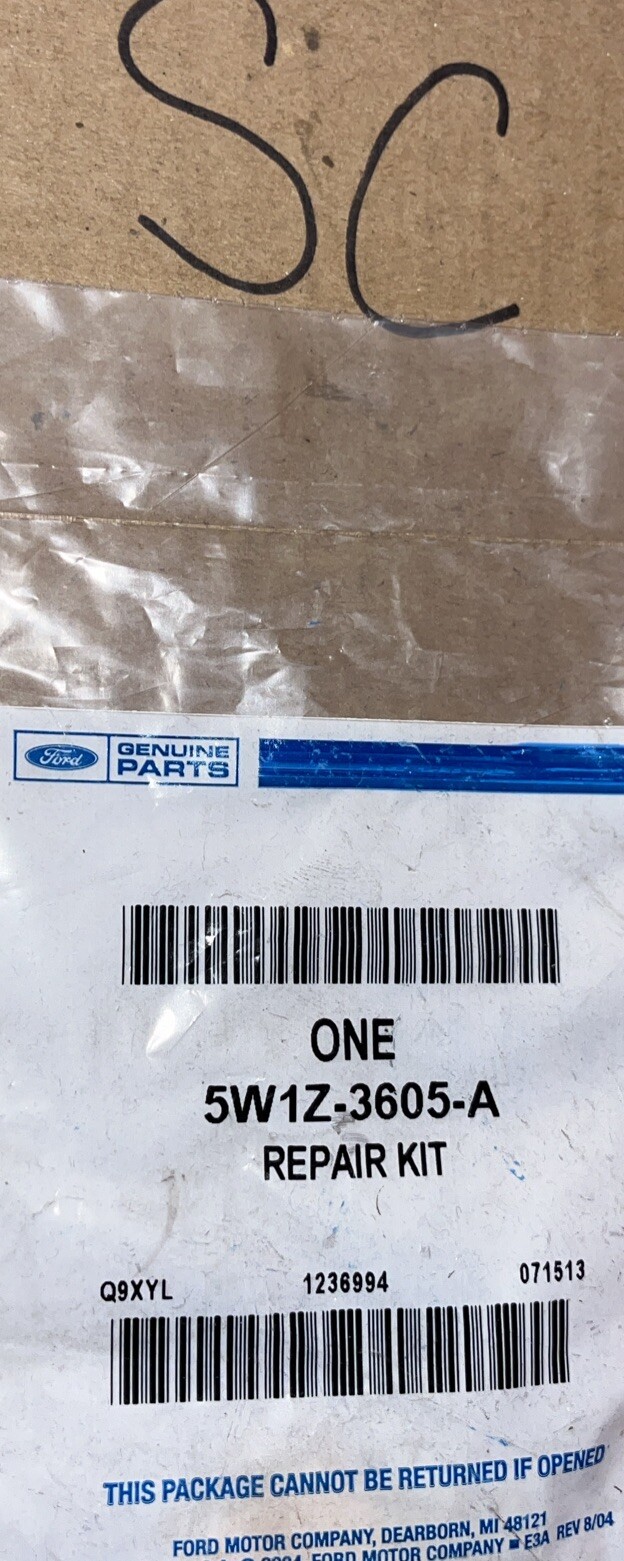 SC
Ford
GENUINE
PARTS
ONE
5W1Z-3605-A
REPAIR KIT
Q9XYL 1236994 071513
THIS PACKAGE CANNOT BE RETURNED IF OPENED
FORD MOTOR COMPANY, DEARBORN, MI 48121
FORD MOTOR COMPANY ■ E3A REV 8/04